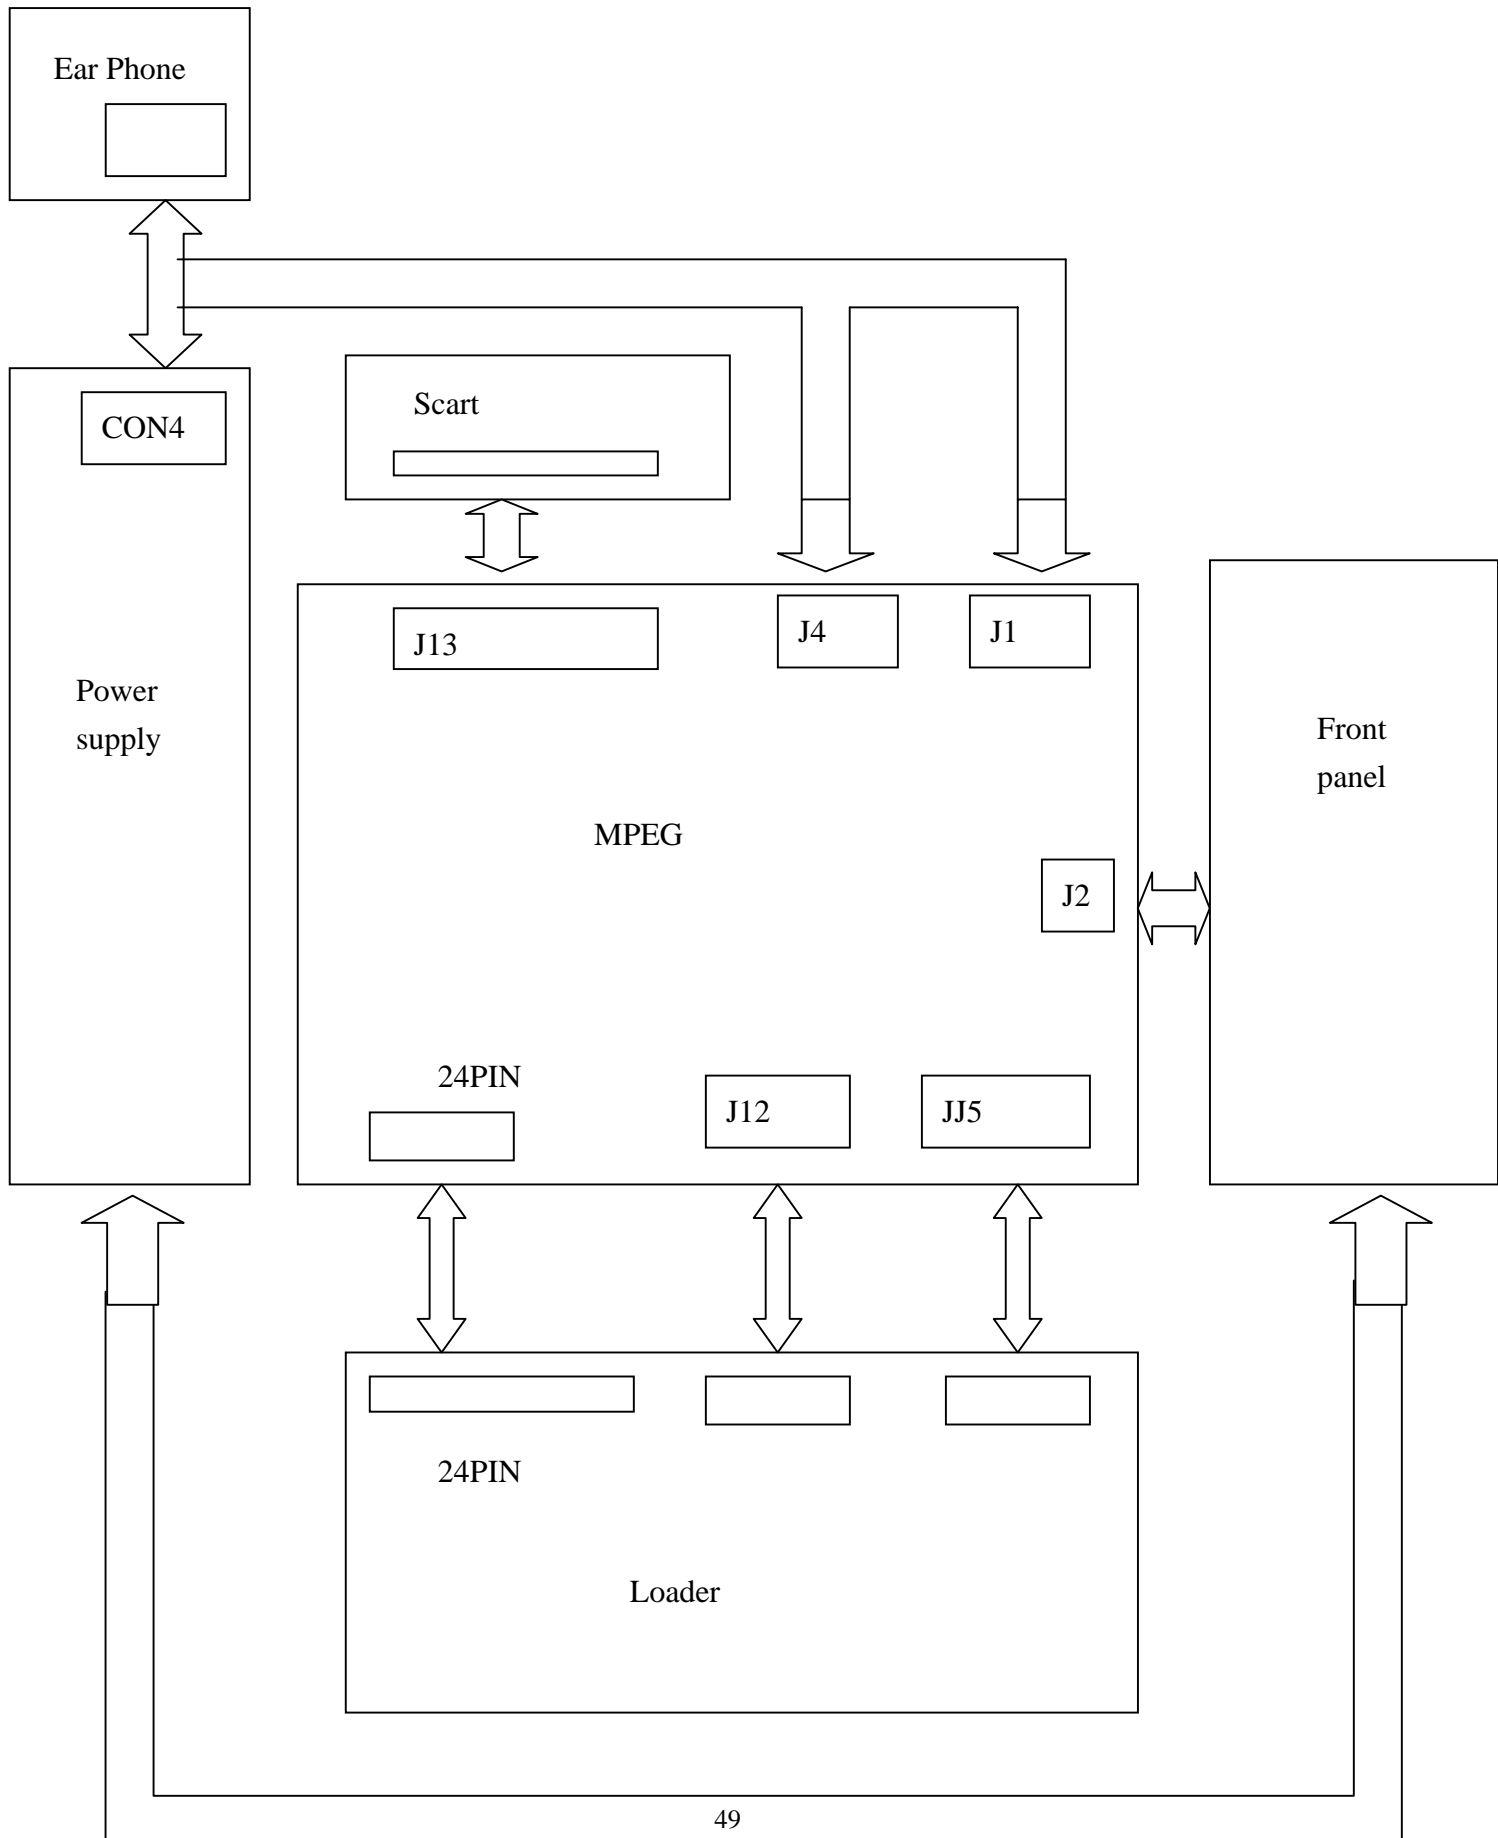 Ear Phone
CON4
Scart
J13
J4
J1
Power
supply
Front
panel
MPEG
J2
24PIN
J12
JJ5
24PIN
Loader
49